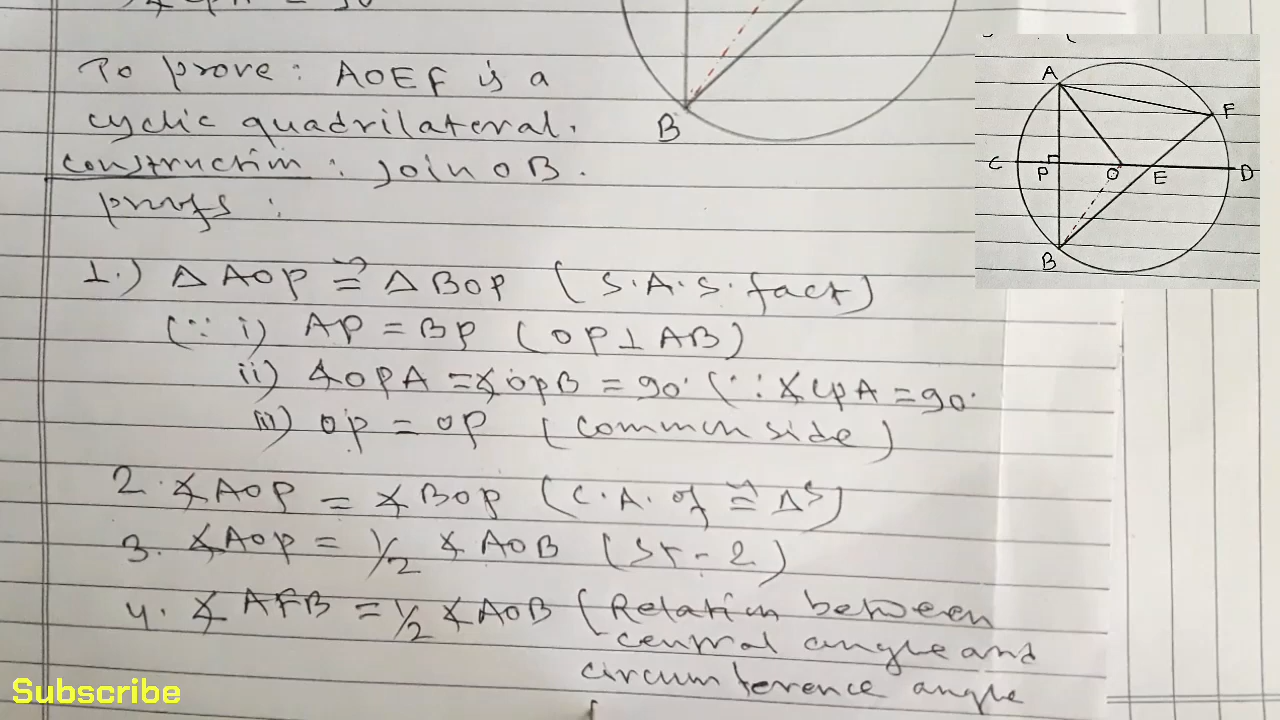 To prove: AOEF is a
cyclic quadrilateral.
construction: Join OB.
proofs:
1.) △AOP ≅ △BOP (S.A.S. fact)
(∵ i) AP = BP (OP⊥AB)
ii) ∡OPA = ∡OPB = 90° (∵ ∡CPA = 90°
iii) OP = OP (Common side)
2. ∡AOP = ∡BOP (C.A. of ≅ △s)
3. ∡AOP = 1/2 ∡AOB (St-2)
4. ∡AFB = 1/2 ∡AOB (Relation between
central angle and
circumference angle
B
A
F
C
P
O
E
D
B
Subscribe